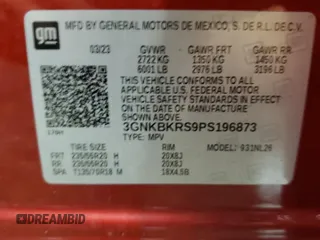 gm
MFD BY GENERAL MOTORS DE MEXICO, S. DE R.L. DE C.V.
03/23 GVWR GAWR FRT GAWR RR
2722 KG 1350 KG 1450 KG
6001 LB 2976 LB 3196 LB
THIS VEHICLE CONFORMS TO ALL
APPLICABLE U.S. FEDERAL MOTOR
VEHICLE SAFETY STANDARDS IN
EFFECT ON THE DATE OF
MANUFACTURE SHOWN ABOVE.
3GNKBKRS9PS196873
TYPE: MPV
TIRE SIZE RIM MODEL:
FRT 235/55R20 H 20X8J
RR 235/55R20 H 20X8J
SPA T135/70R18 M 18X4.5B
DREAMBID